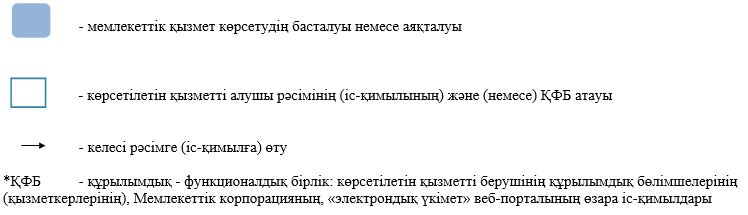 - мемлекеттік қызмет көрсетудің басталуы немесе аяқталуы
- көрсетілетін қызметті алушы рәсімінің (іс-қимылының) және (немесе) ҚФБ атауы
- келесі рәсімге (іс-қимылға) өту
*ҚФБ - құрылымдық - функционалдық бірлік: көрсетілетін қызметті берушінің құрылымдық бөлімшелерінің
(қызметкерлерінің), Мемлекеттік корпорацияның, «электрондық үкімет» веб-порталының өзара іс-қимылдары